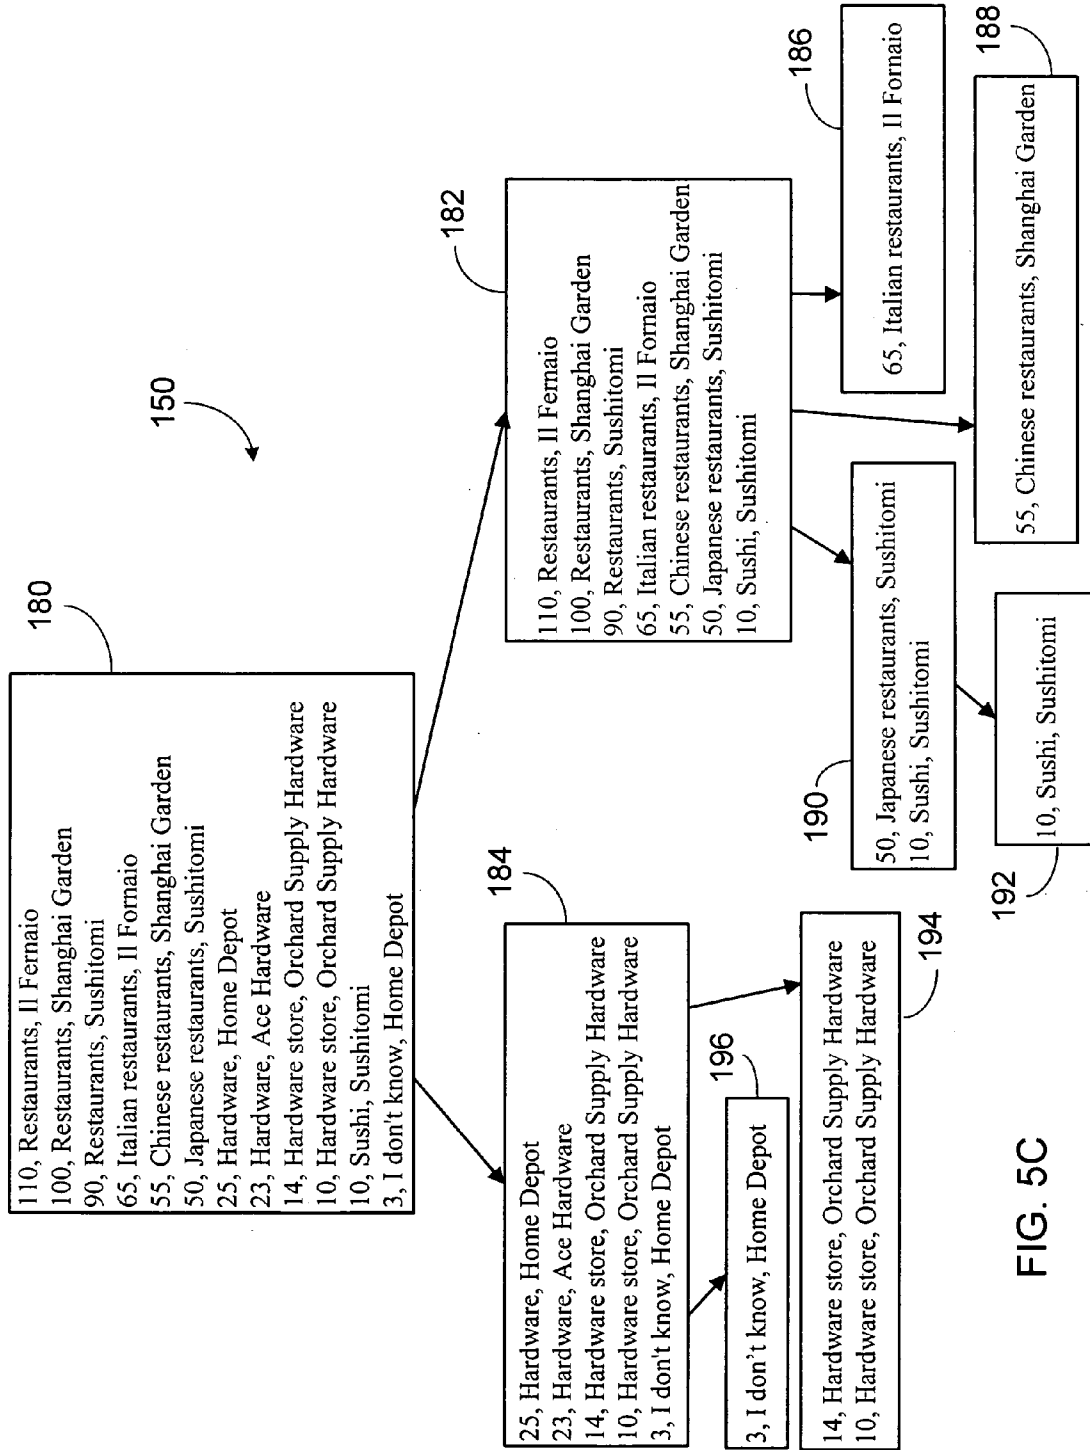 150
180
110, Restaurants, Il Fernaio
100, Restaurants, Shanghai Garden
90, Restaurants, Sushitomi
65, Italian restaurants, Il Fornaio
55, Chinese restaurants, Shanghai Garden
50, Japanese restaurants, Sushitomi
25, Hardware, Home Depot
23, Hardware, Ace Hardware
14, Hardware store, Orchard Supply Hardware
10, Hardware store, Orchard Supply Hardware
10, Sushi, Sushitomi
3, I don't know, Home Depot
184
25, Hardware, Home Depot
23, Hardware, Ace Hardware
14, Hardware store, Orchard Supply Hardware
10, Hardware store, Orchard Supply Hardware
3, I don't know, Home Depot
182
110, Restaurants, Il Fernaio
100, Restaurants, Shanghai Garden
90, Restaurants, Sushitomi
65, Italian restaurants, Il Fornaio
55, Chinese restaurants, Shanghai Garden
50, Japanese restaurants, Sushitomi
10, Sushi, Sushitomi
196
3, I don't know, Home Depot
14, Hardware store, Orchard Supply Hardware
10, Hardware store, Orchard Supply Hardware
194
190
50, Japanese restaurants, Sushitomi
10, Sushi, Sushitomi
186
65, Italian restaurants, Il Fornaio
192
10, Sushi, Sushitomi
55, Chinese restaurants, Shanghai Garden
188
FIG. 5C